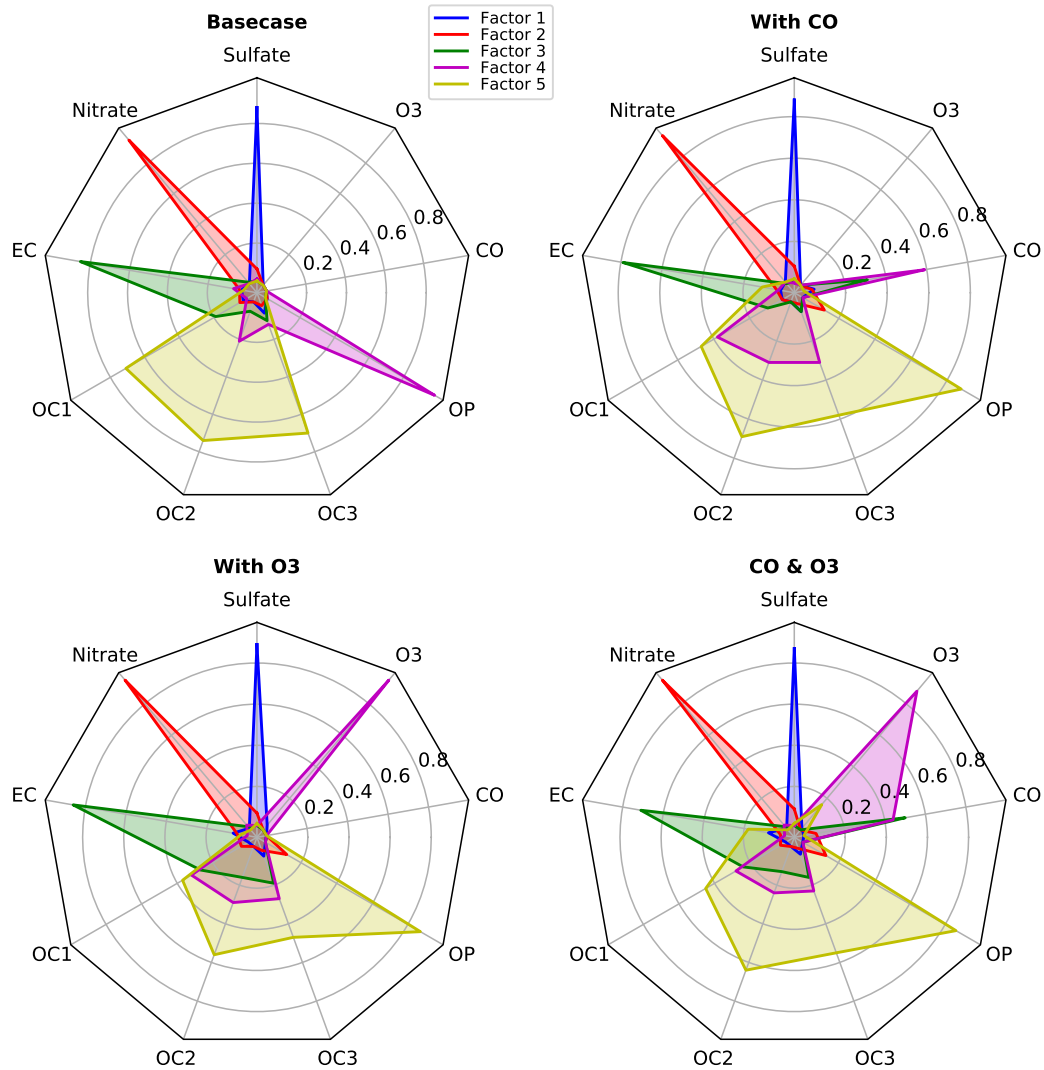 Basecase
Sulfate
Nitrate
O3
EC
CO
OC1
OP
OC2
OC3
0.2
0.4
0.6
0.8
Factor 1
Factor 2
Factor 3
Factor 4
Factor 5
With CO
Sulfate
Nitrate
O3
EC
CO
OC1
OP
OC2
OC3
0.2
0.4
0.6
0.8
With O3
Sulfate
Nitrate
O3
EC
CO
OC1
OP
OC2
OC3
0.2
0.4
0.6
0.8
CO & O3
Sulfate
Nitrate
O3
EC
CO
OC1
OP
OC2
OC3
0.2
0.4
0.6
0.8